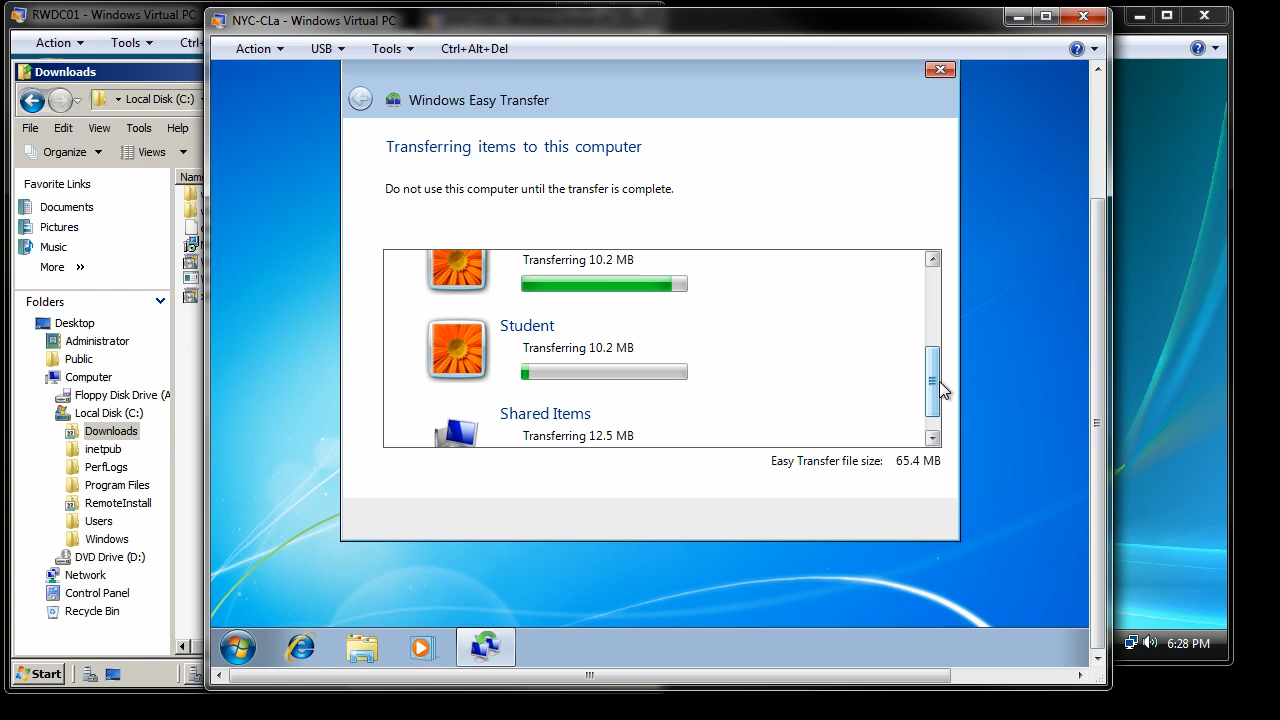 RWDC01 - Windows Virtual PC
Action Tools Ctrl+
Downloads
Local Disk (C:)
File Edit View Tools Help
Organize Views
Favorite Links
Documents
Pictures
Music
More »
Folders
Desktop
Administrator
Public
Computer
Floppy Disk Drive (A
Local Disk (C:)
Downloads
inetpub
PerfLogs
Program Files
RemoteInstall
Users
Windows
DVD Drive (D:)
Network
Control Panel
Recycle Bin
Start
NYC-CLa - Windows Virtual PC
Action USB Tools Ctrl+Alt+Del
Windows Easy Transfer
Transferring items to this computer
Do not use this computer until the transfer is complete.
Transferring 10.2 MB
Student
Transferring 10.2 MB
Shared Items
Transferring 12.5 MB
Easy Transfer file size: 65.4 MB
6:28 PM